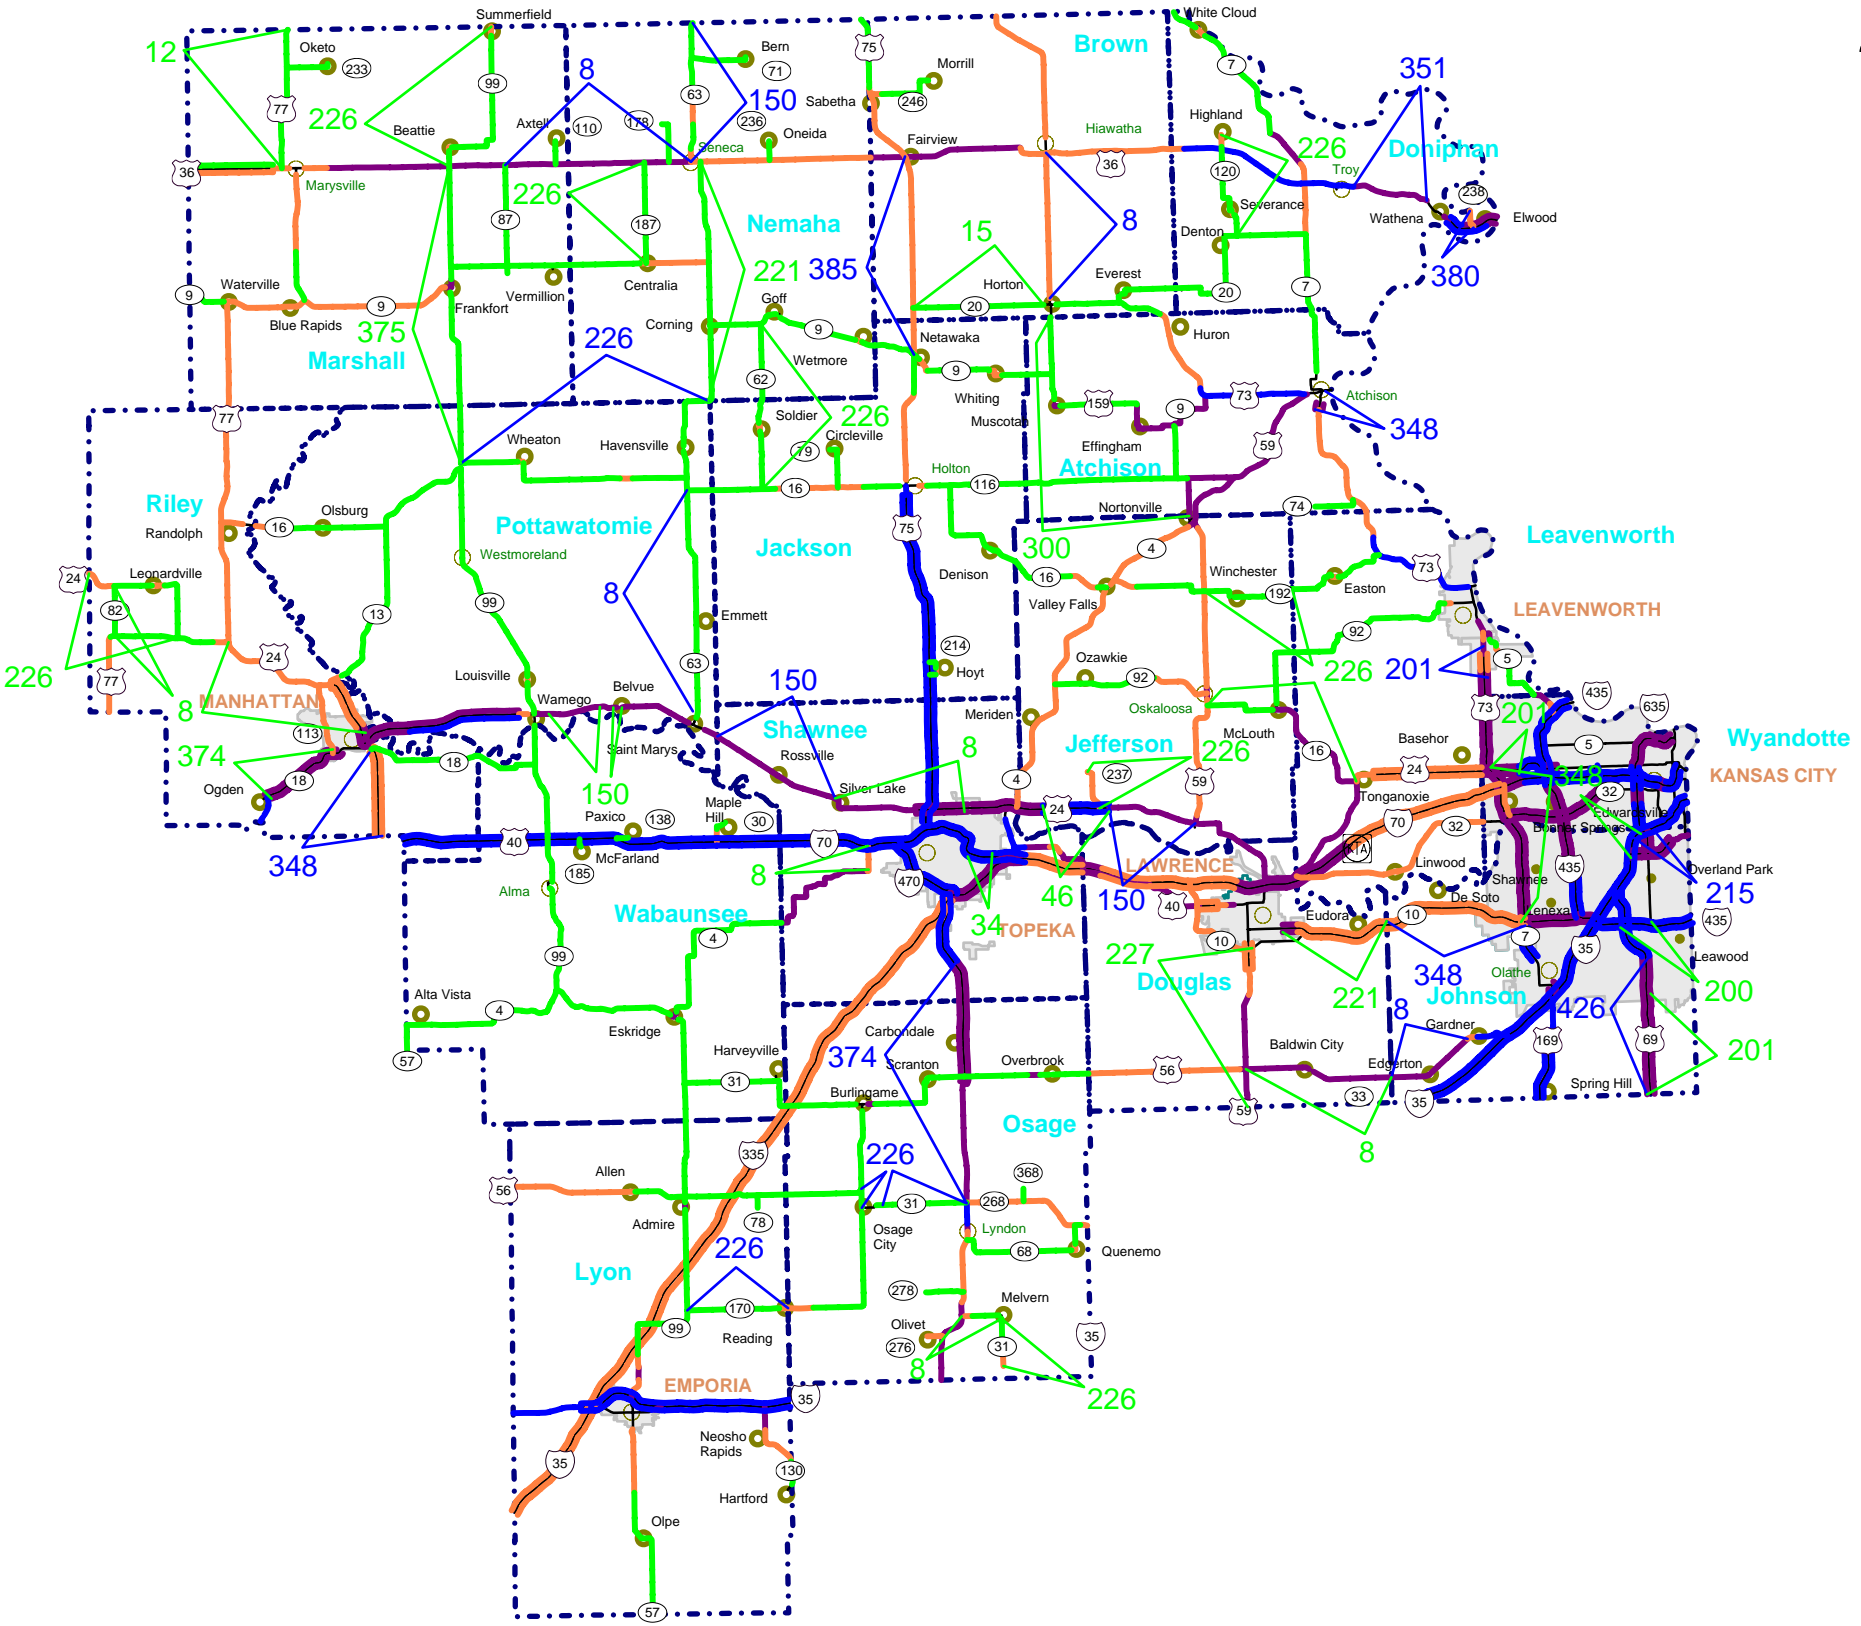 Summerfield
White Cloud
12
Oketo
233
77
99
226
Beattie
8
Bern
71
63
150
236
Axtell
110
178
Oneida
Seneca
75
Sabetha
Morrill
246
Fairview
Brown
Hiawatha
36
7
351
Highland
226
Doniphan
Troy
120
Severance
238
Wathena
Elwood
Denton
380
36
Marysville
226
87
187
Nemaha
221
385
15
8
Waterville
9
Blue Rapids
9
Frankfort
Vermillion
Centralia
Goff
Corning
9
Wetmore
62
Horton
20
Everest
20
7
Huron
375
Marshall
226
Netawaka
9
Whiting
Muscotah
159
9
73
Atchison
348
Effingham
59
77
Soldier
226
Circleville
79
Wheaton
Havensville
16
Holton
116
Atchison
Riley
Randolph
16
Olsburg
Pottawatomie
Jackson
75
Nortonville
74
300
4
Leavenworth
24
Leonardville
82
Westmoreland
99
13
8
Denison
16
Valley Falls
Winchester
192
Easton
73
LEAVENWORTH
226
77
24
8
MANHATTAN
113
Louisville
Emmett
63
214
Hoyt
Ozawkie
92
226
92
201
5
Wamego
Belvue
150
Shawnee
Meriden
Oskaloosa
McLouth
Jefferson
73
201
435
635
Wyandotte
KANSAS CITY
374
18
Ogden
18
Saint Marys
Rossville
8
Silver Lake
226
237
4
24
59
16
Basehor
24
5
Tonganoxie
348
32
Edwardsville
Bonner Springs
348
150
Paxico
138
Maple
Hill
30
40
McFarland
185
70
8
470
34
46
150
LAWRENCE
70
32
Linwood
435
Shawnee
Overland Park
215
Alma
Wabaunsee
4
TOPEKA
40
10
227
Douglas
Eudora
De Soto
10
Lenexa
7
435
35
Leawood
221
348
Olathe
200
Johnson
426
99
Alta Vista
4
57
Eskridge
Harveyville
31
Carbondale
374
Scranton
Overbrook
Burlingame
56
Baldwin City
8
Gardner
Edgerton
33
35
169
69
201
Spring Hill
59
8
Osage
335
226
Allen
56
Admire
78
31
368
268
Osage
City
Lyndon
68
Quenemo
226
Lyon
170
99
Reading
278
Melvern
Olivet
276
31
8
226
35
EMPORIA
35
Neosho
Rapids
130
Hartford
35
Olpe
57